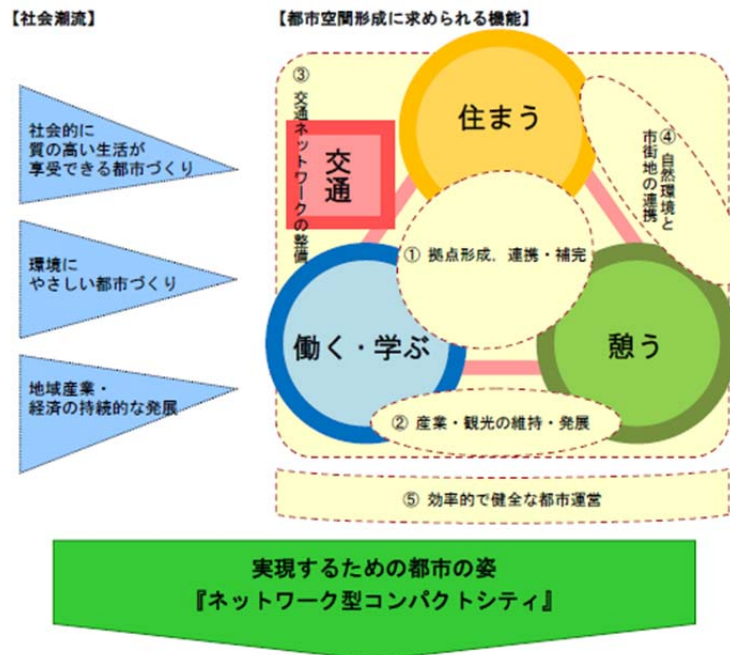 【社会潮流】
【都市空間形成に求められる機能】
社会的に
質の高い生活が
享受できる都市づくり
環境に
やさしい都市づくり
地域産業・
経済の持続的な発展
③ 交通ネットワークの整備
交通
住まう
④ 自然環境と
市街地の連携
① 拠点形成，連携・補完
働く・学ぶ
憩う
② 産業・観光の維持・発展
⑤ 効率的で健全な都市運営
実現するための都市の姿
『ネットワーク型コンパクトシティ』